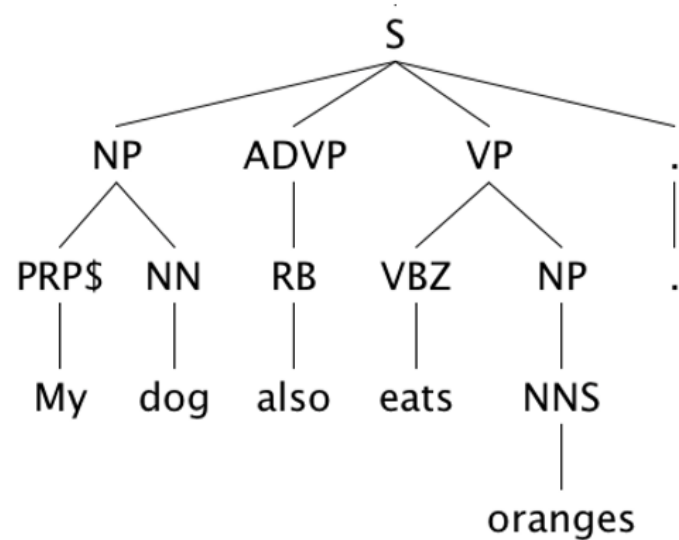 S
NP ADVP VP .
PRP$ NN RB VBZ NP .
My dog also eats NNS
oranges